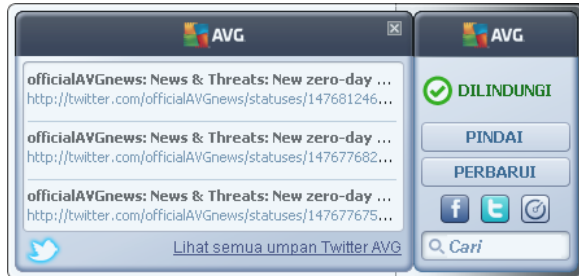 AVG
officialAVGnews: News & Threats: New zero-day ...
http://twitter.com/officialAVGnews/statuses/147681246...
officialAVGnews: News & Threats: New zero-day ...
http://twitter.com/officialAVGnews/statuses/147677682...
officialAVGnews: News & Threats: New zero-day ...
http://twitter.com/officialAVGnews/statuses/147677675...
Lihat semua umpan Twitter AVG
AVG
DILINDUNGI
PINDAI
PERBARUI
Cari